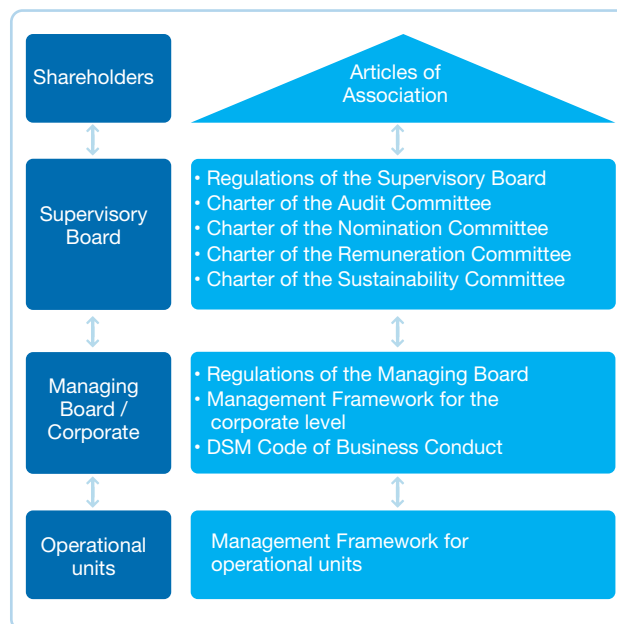 Shareholders
Articles of
Association
Supervisory
Board
• Regulations of the Supervisory Board
• Charter of the Audit Committee
• Charter of the Nomination Committee
• Charter of the Remuneration Committee
• Charter of the Sustainability Committee
Managing
Board /
Corporate
• Regulations of the Managing Board
• Management Framework for the
corporate level
• DSM Code of Business Conduct
Operational
units
Management Framework for
operational units